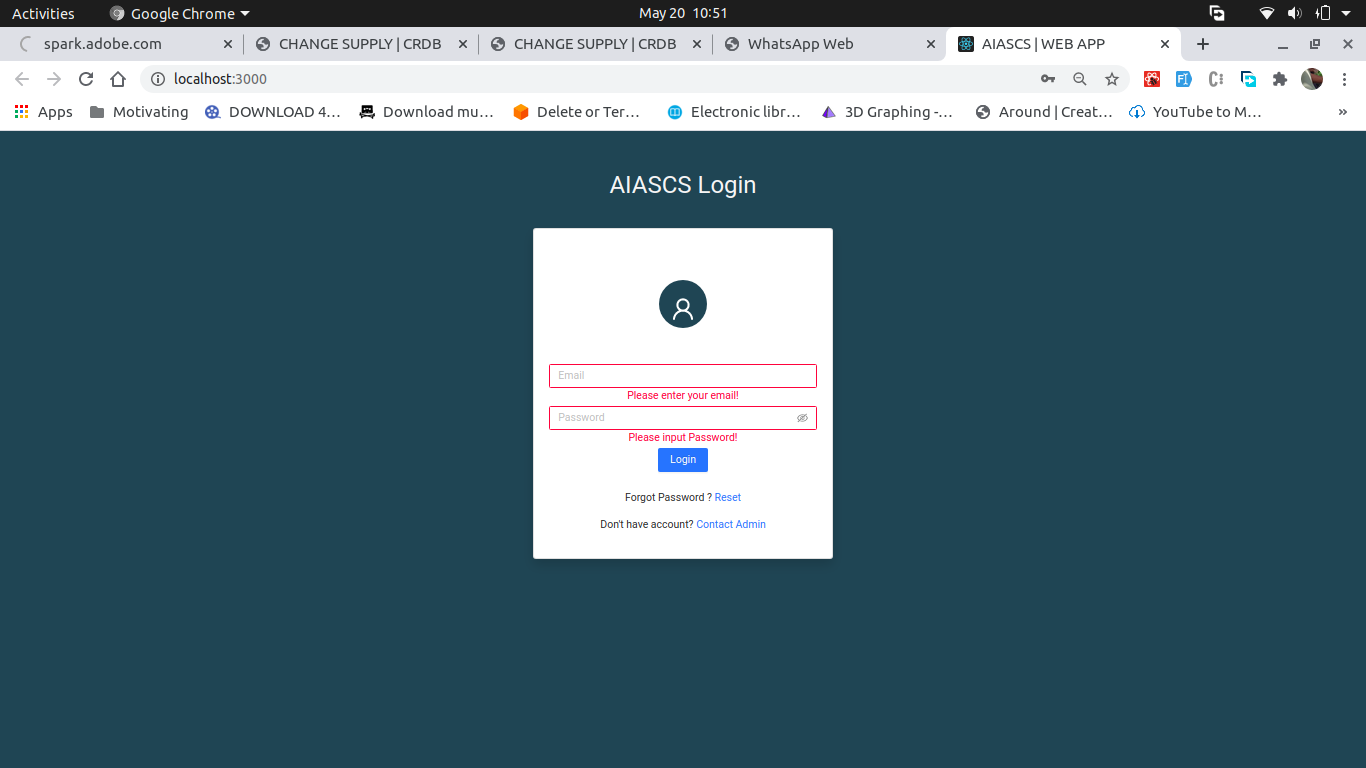 Activities Google Chrome May 20 10:51
spark.adobe.com CHANGE SUPPLY | CRDB CHANGE SUPPLY | CRDB WhatsApp Web AIASCS | WEB APP
localhost:3000
Apps Motivating DOWNLOAD 4... Download mu... Delete or Ter... Electronic libr... 3D Graphing -... Around | Creat... YouTube to M... »
AIASCS Login
Email
Please enter your email!
Password
Please input Password!
Login
Forgot Password ? Reset
Don't have account? Contact Admin